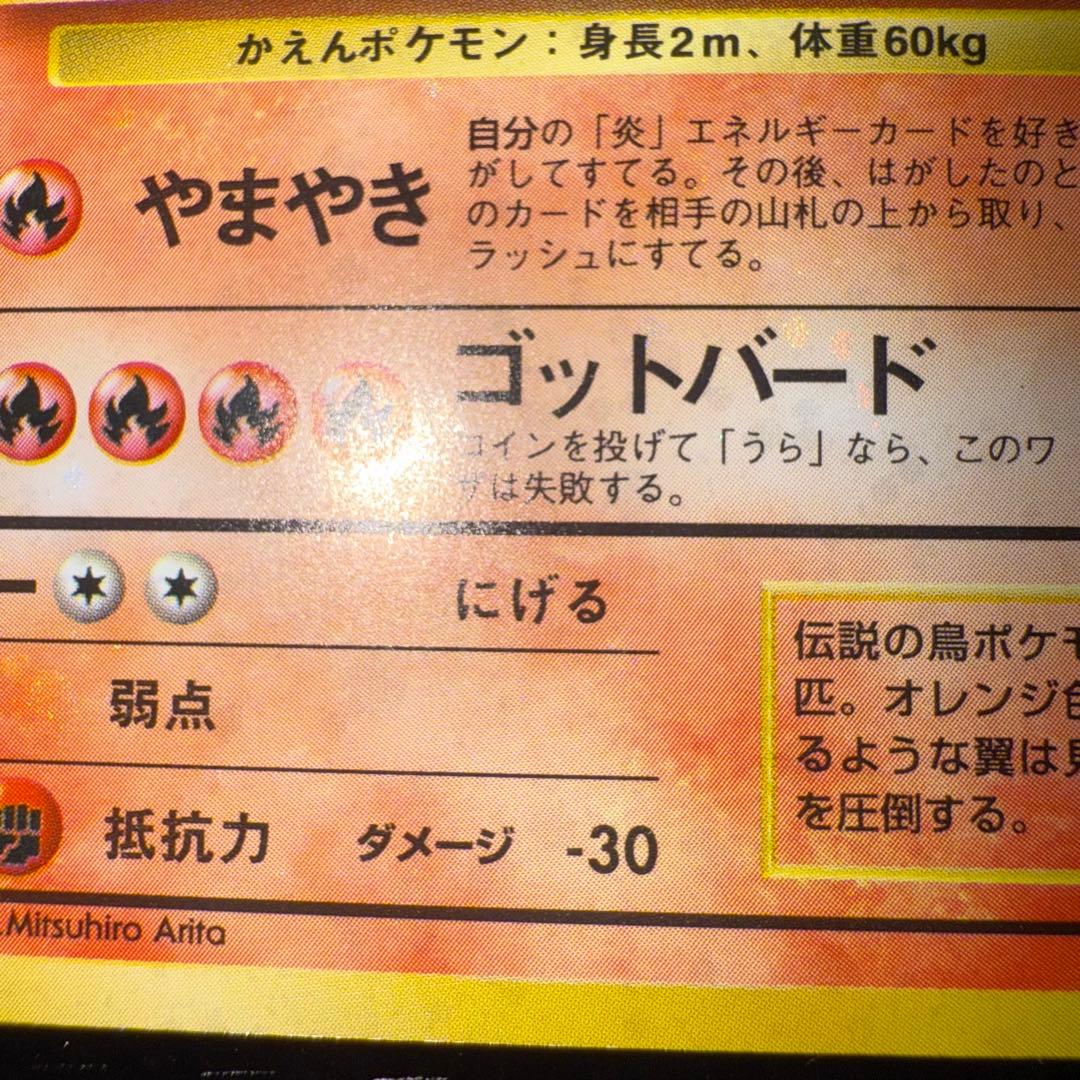 かえんポケモン：身長2m、体重60kg
やまやき
自分の「炎」エネルギーカードを好き
がしてすてる。その後、はがしたのと
のカードを相手の山札の上から取り、
ラッシュにすてる。
ゴットバード
コインを投げて「うら」なら、このワ
ザは失敗する。
ー
にげる
弱点
抵抗力 ダメージ -30
伝説の鳥ポケモ
匹。オレンジ色
るような翼は見
を圧倒する。
.Mitsuhiro Arita